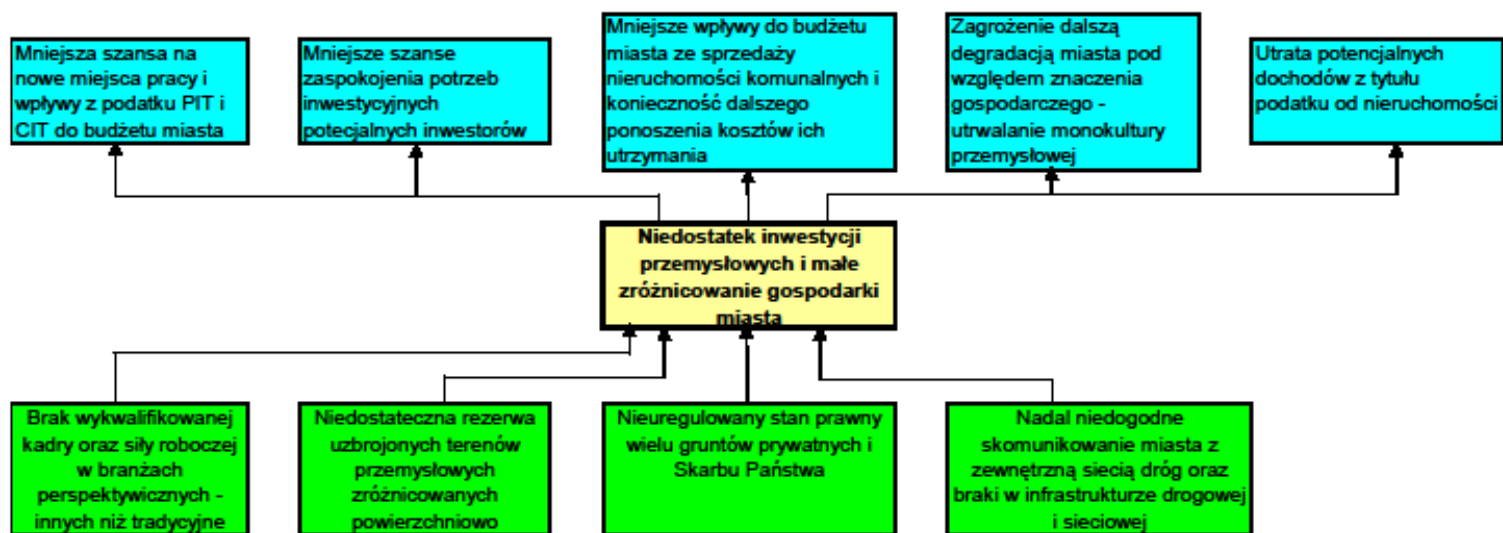 Mniejsza szansa na
nowe miejsca pracy i
wpływy z podatku PIT i
CIT do budżetu miasta
Mniejsze szanse
zaspokojenia potrzeb
inwestycyjnych
potecjalnych inwestorów
Mniejsze wpływy do budżetu
miasta ze sprzedaży
nieruchomości komunalnych i
konieczność dalszego
ponoszenia kosztów ich
utrzymania
Zagrożenie dalszą
degradacją miasta pod
względem znaczenia
gospodarczego -
utrwalanie monokultury
przemysłowej
Utrata potencjalnych
dochodów z tytułu
podatku od nieruchomości
Niedostatek inwestycji
przemysłowych i małe
zróżnicowanie gospodarki
miasta
Brak wykwalifikowanej
kadry oraz siły roboczej
w branżach
perspektywicznych -
innych niż tradycyjne
Niedostateczna rezerwa
uzbrojonych terenów
przemysłowych
zróżnicowanych
powierzchniowo
Nieuregulowany stan prawny
wielu gruntów prywatnych i
Skarbu Państwa
Nadal niedogodne
skomunikowanie miasta z
zewnętrzną siecią dróg oraz
braki w infrastrukturze drogowej
i sieciowej